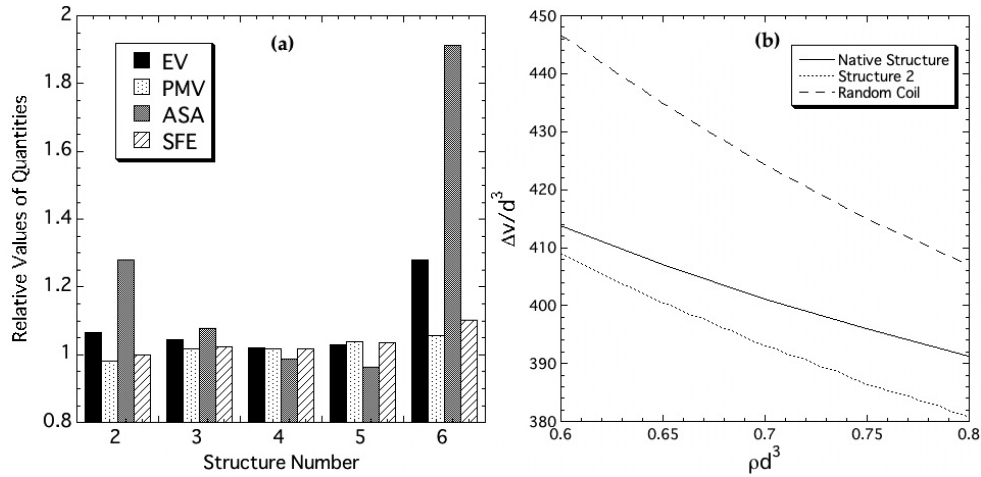 (a)
EV
PMV
ASA
SFE
Relative Values of Quantities
2
1.8
1.6
1.4
1.2
1
0.8
2 3 4 5 6
Structure Number
(b)
Native Structure
Structure 2
Random Coil
Δv/d³
450
440
430
420
410
400
390
380
0.6 0.65 0.7 0.75 0.8
ρd³